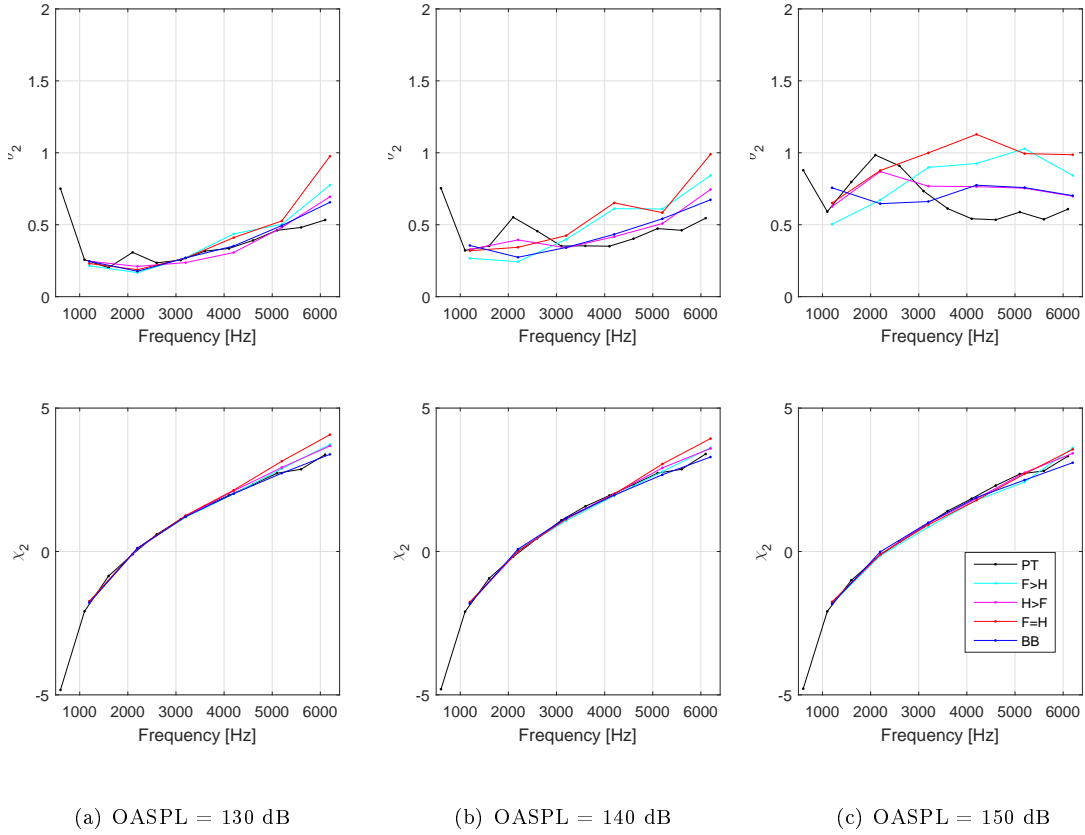 2 2 2
1.5 1.5 1.5
1 1 1
0.5 0.5 0.5
0 0 0
1000 2000 3000 4000 5000 6000 1000 2000 3000 4000 5000 6000 1000 2000 3000 4000 5000 6000
Frequency [Hz] Frequency [Hz] Frequency [Hz]
5 5 5
χ2 χ2 χ2
0 0 0
PT
F>H
H>F
F=H
BB
-5 -5 -5
1000 2000 3000 4000 5000 6000 1000 2000 3000 4000 5000 6000 1000 2000 3000 4000 5000 6000
Frequency [Hz] Frequency [Hz] Frequency [Hz]
(a) OASPL = 130 dB (b) OASPL = 140 dB (c) OASPL = 150 dB